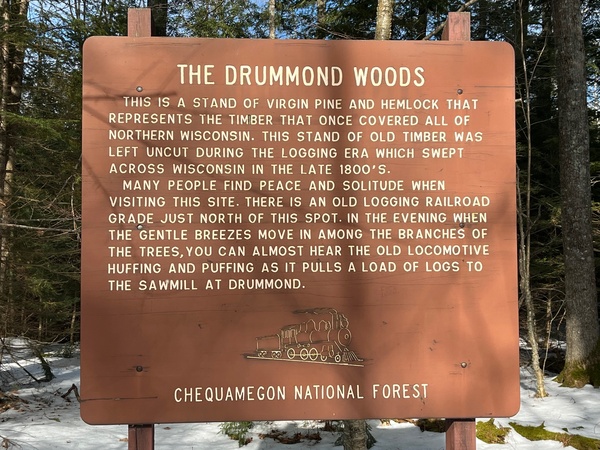 THE DRUMMOND WOODS
THIS IS A STAND OF VIRGIN PINE AND HEMLOCK THAT
REPRESENTS THE TIMBER THAT ONCE COVERED ALL OF
NORTHERN WISCONSIN. THIS STAND OF OLD TIMBER WAS
LEFT UNCUT DURING THE LOGGING ERA WHICH SWEPT
ACROSS WISCONSIN IN THE LATE 1800'S.
MANY PEOPLE FIND PEACE AND SOLITUDE WHEN
VISITING THIS SITE. THERE IS AN OLD LOGGING RAILROAD
GRADE JUST NORTH OF THIS SPOT. IN THE EVENING WHEN
THE GENTLE BREEZES MOVE IN AMONG THE BRANCHES OF
THE TREES, YOU CAN ALMOST HEAR THE OLD LOCOMOTIVE
HUFFING AND PUFFING AS IT PULLS A LOAD OF LOGS TO
THE SAWMILL AT DRUMMOND.
CHEQUAMEGON NATIONAL FOREST